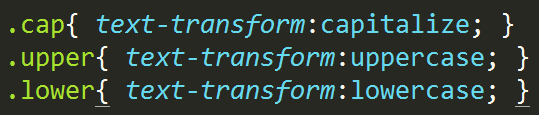 .cap{ text-transform:capitalize; }
.upper{ text-transform:uppercase; }
.lower{ text-transform:lowercase; }